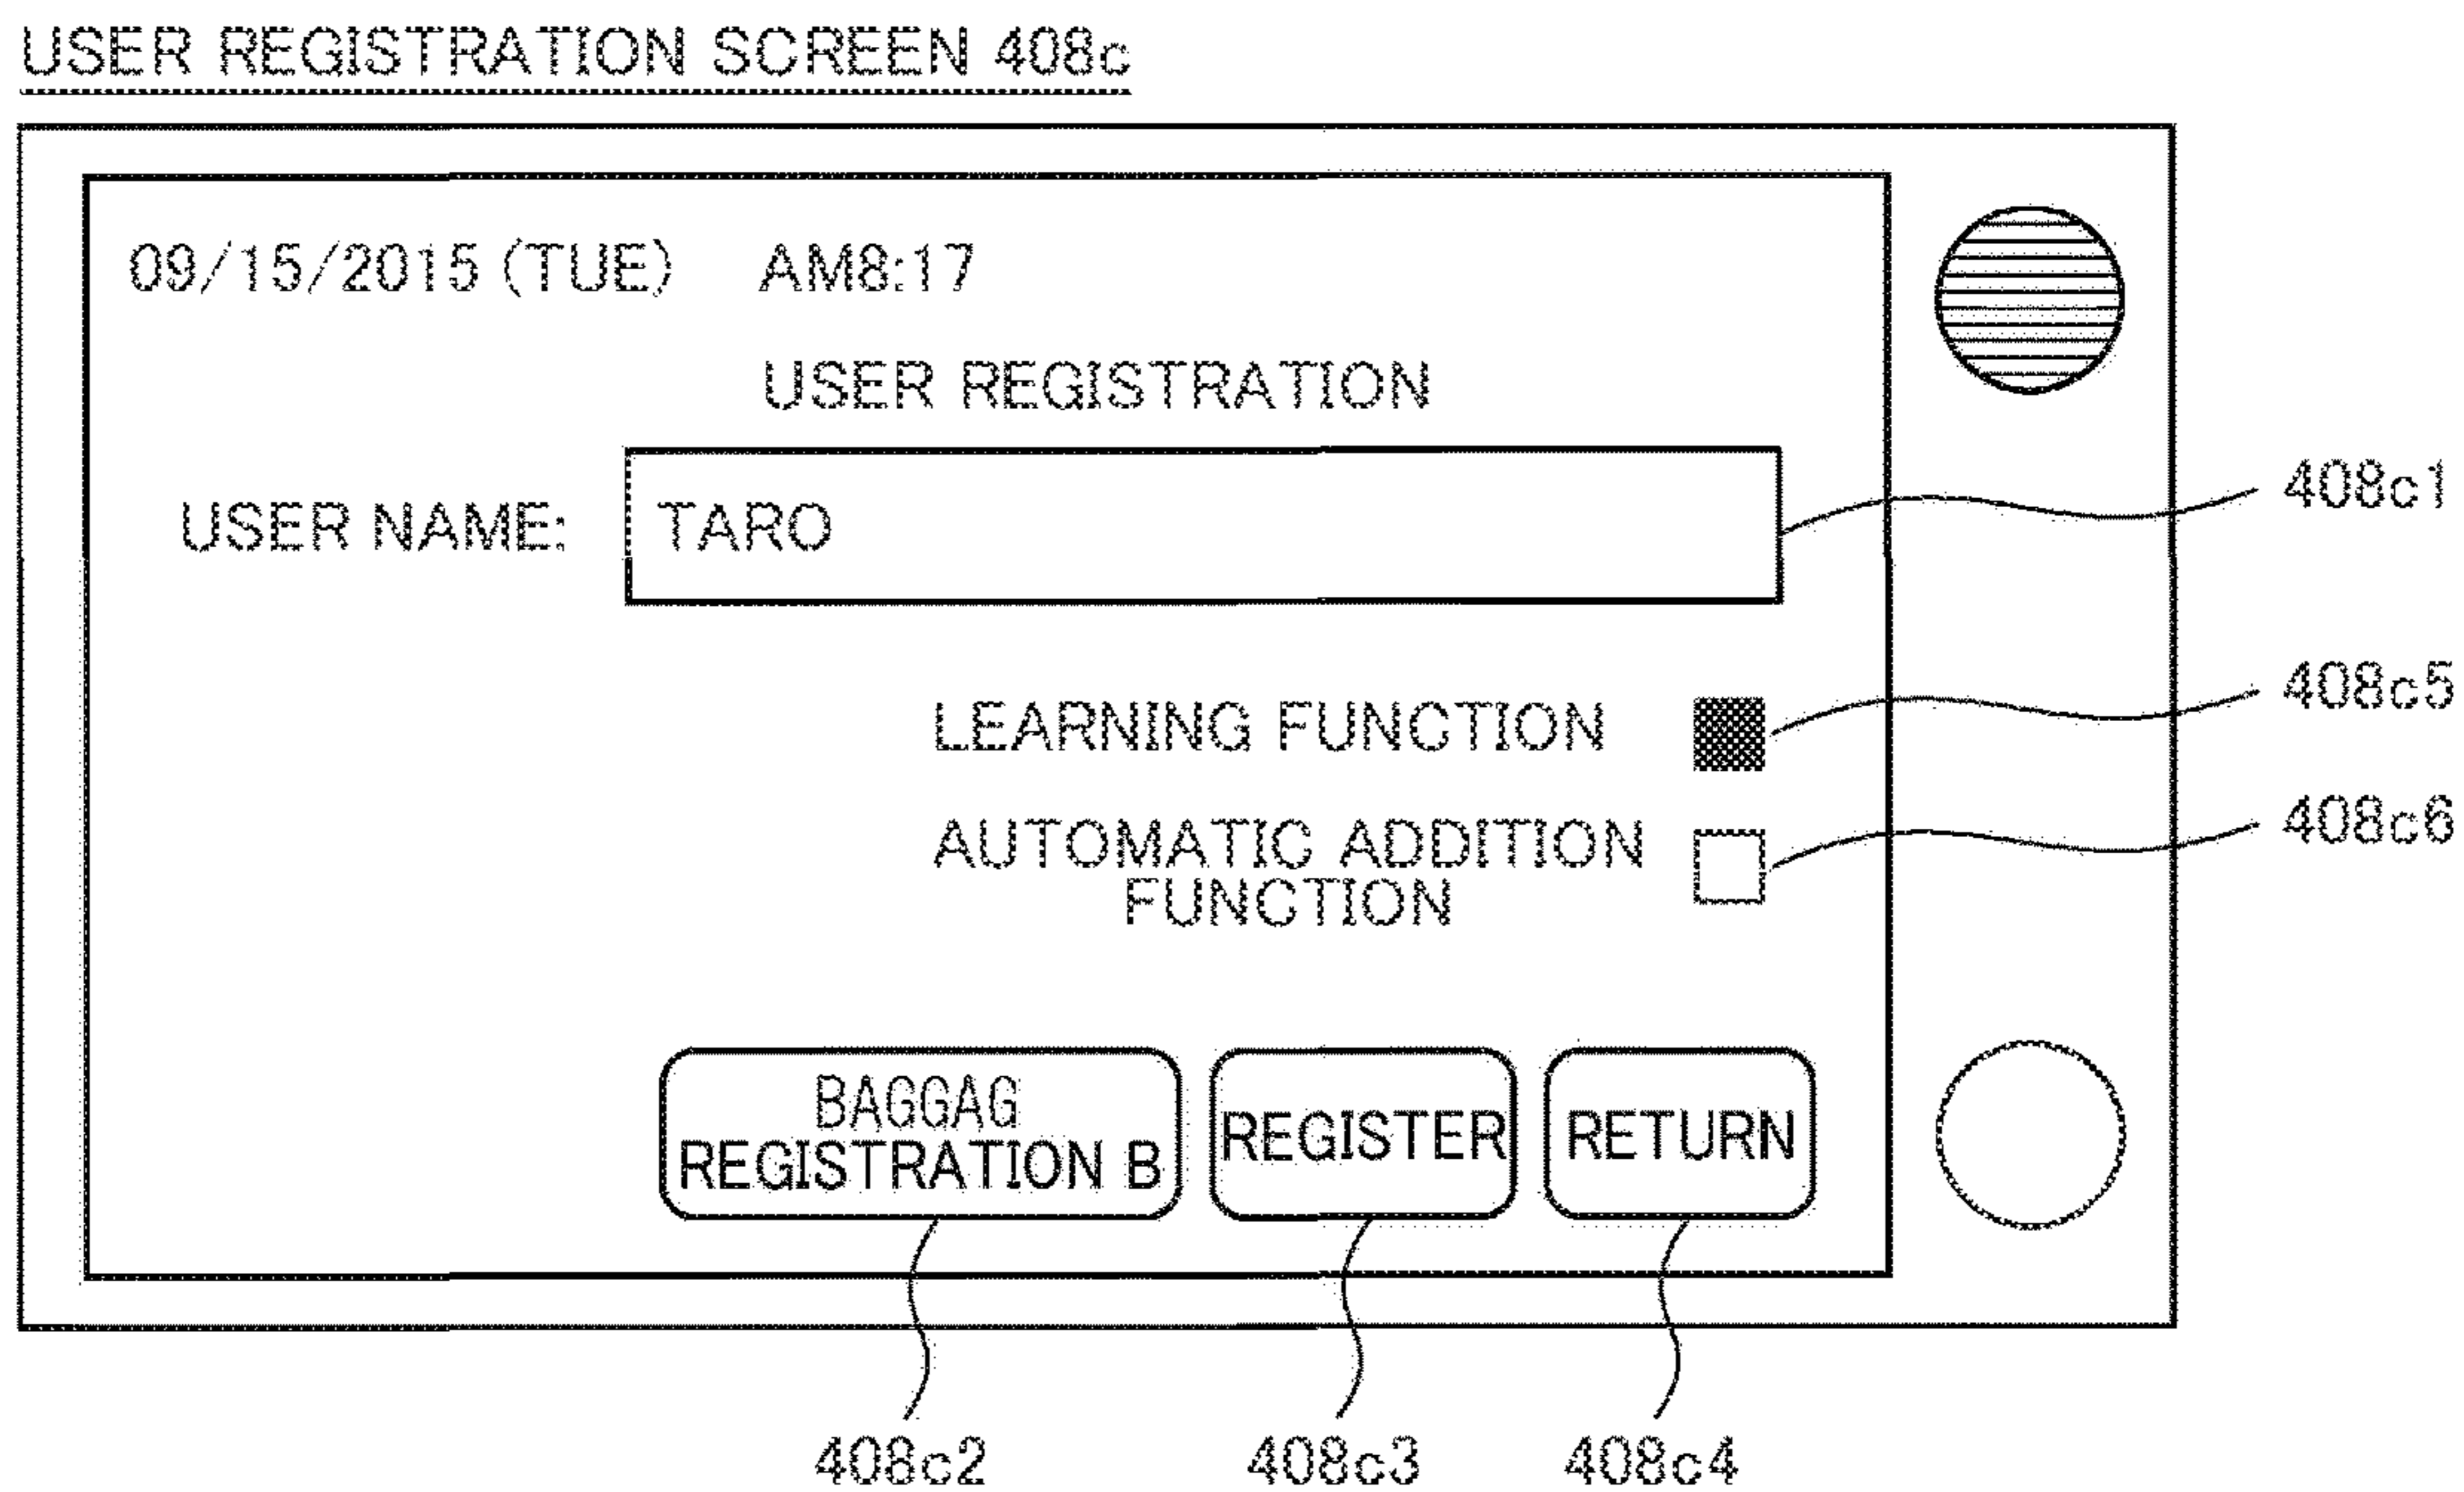 USER REGISTRATION SCREEN 408c
09/15/2015 (TUE) AM8:17
USER REGISTRATION
USER NAME: TARO
408c1
LEARNING FUNCTION
408c5
AUTOMATIC ADDITION
FUNCTION
408c6
BAGGAG
REGISTRATION B
REGISTER
RETURN
408c2
408c3
408c4